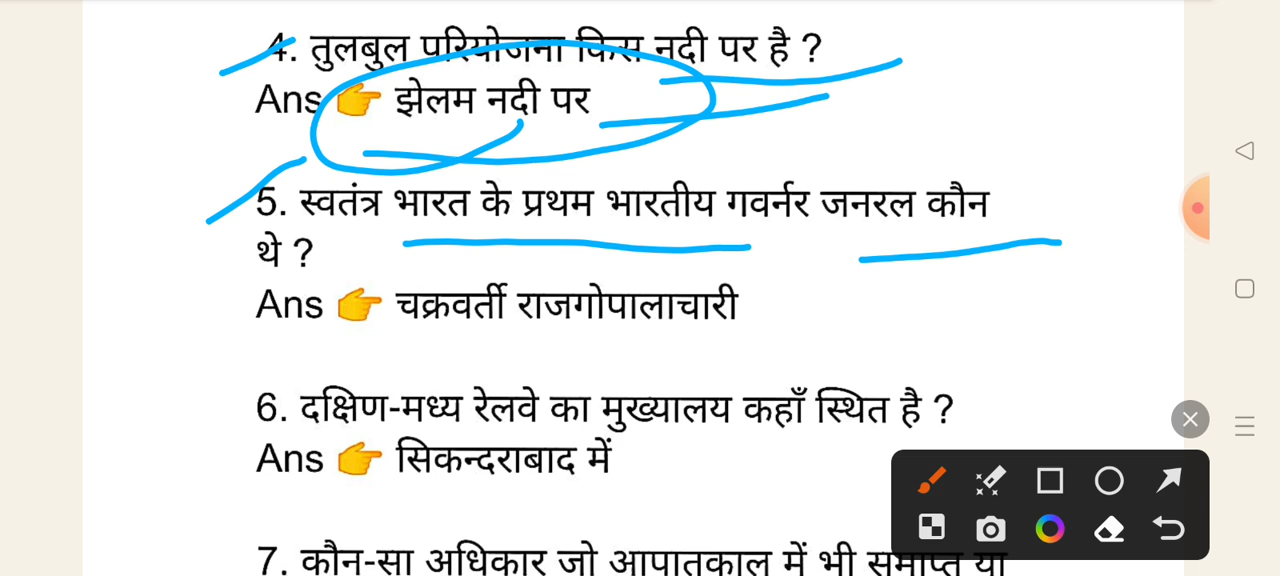 4. तुलबुल परियोजना किस नदी पर है ?
Ans 👉 झेलम नदी पर
5. स्वतंत्र भारत के प्रथम भारतीय गवर्नर जनरल कौन
थे ?
Ans 👉 चक्रवर्ती राजगोपालाचारी
6. दक्षिण-मध्य रेलवे का मुख्यालय कहाँ स्थित है ?
Ans 👉 सिकन्दराबाद में
7. कौन-सा अधिकार जो आपातकाल में भी समाप्त या